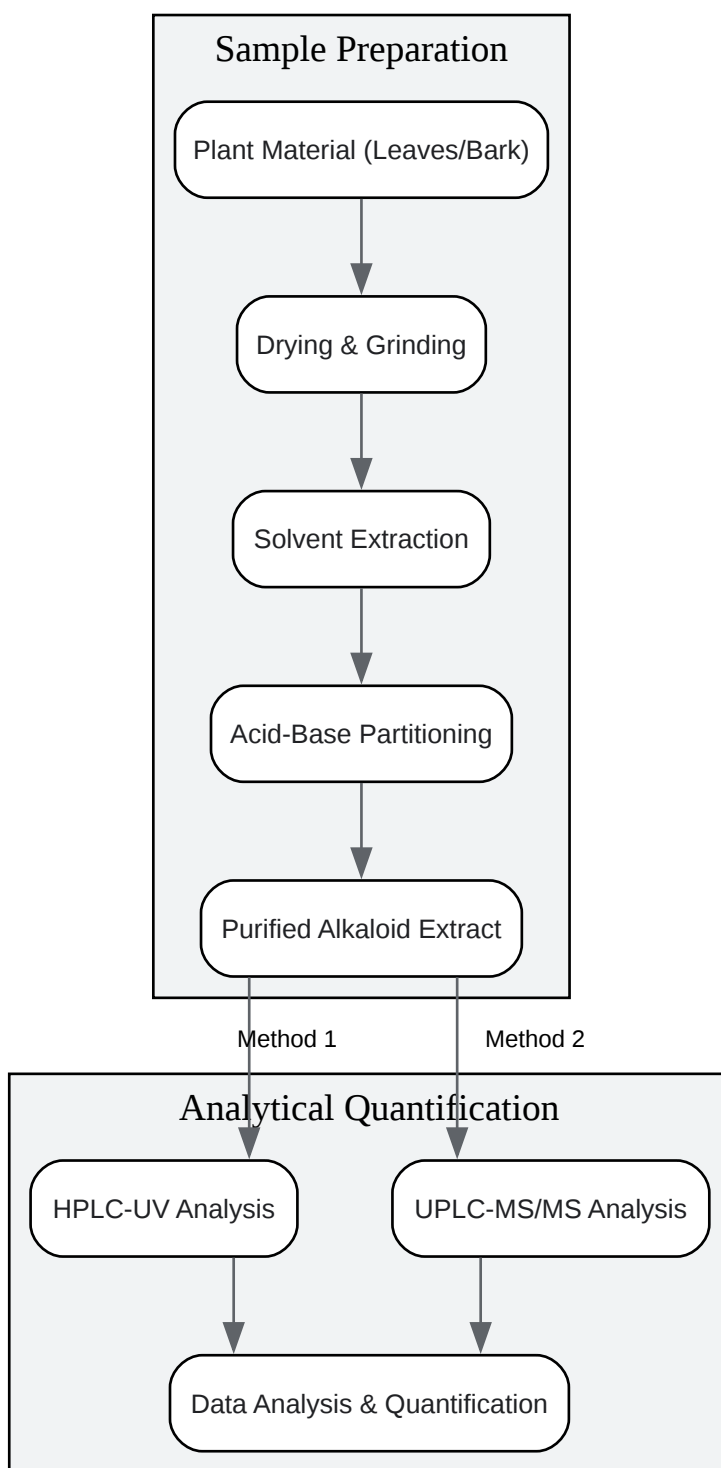 Sample Preparation
Plant Material (Leaves/Bark)
Drying & Grinding
Solvent Extraction
Acid-Base Partitioning
Purified Alkaloid Extract
Method 1
Method 2
Analytical Quantification
HPLC-UV Analysis
UPLC-MS/MS Analysis
Data Analysis & Quantification